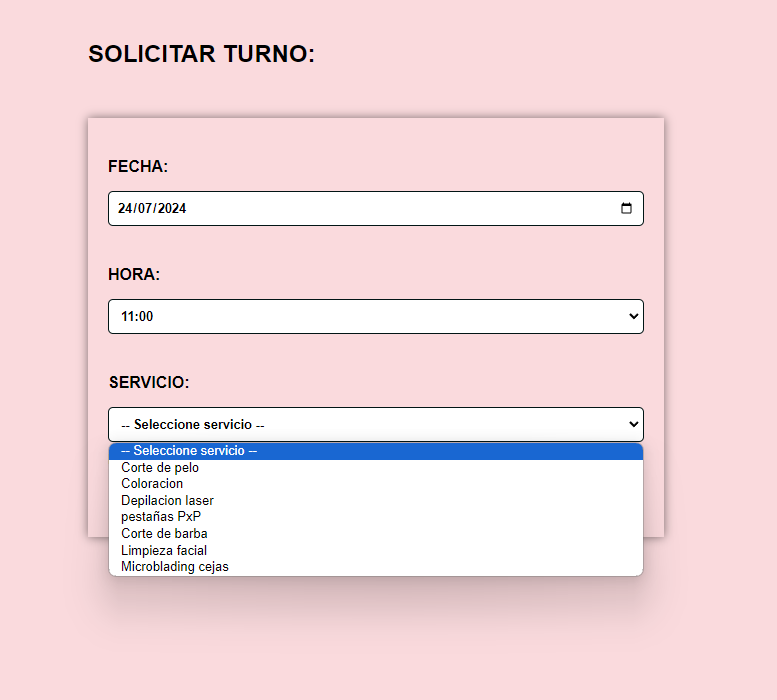 SOLICITAR TURNO:
FECHA:
24/07/2024
HORA:
11:00
SERVICIO:
-- Seleccione servicio --
-- Seleccione servicio --
Corte de pelo
Coloracion
Depilacion laser
pestañas PxP
Corte de barba
Limpieza facial
Microblading cejas